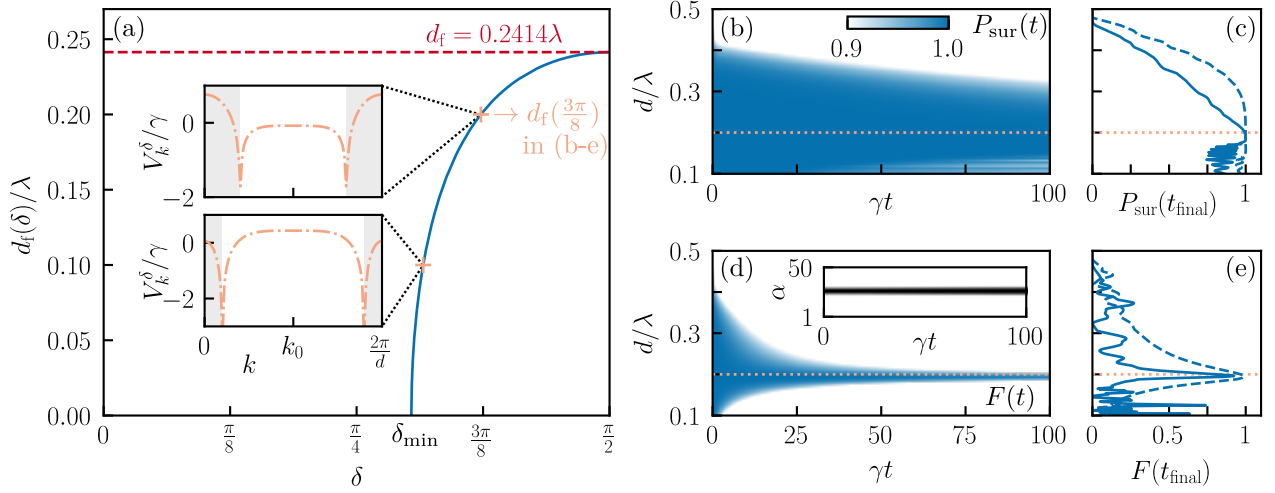 (a)
d_f = 0.2414λ
0.25
0.20
0.15
0.10
0.05
0.00
d_f(δ)/λ
0
−2
V_k^δ/γ
0
−2
V_k^δ/γ
0
k_0
2π/d
k
→ d_f(3π/8)
in (b-e)
0
π/8
π/4
δ_min
3π/8
π/2
δ
(b)
P_sur(t)
0.9
1.0
0.5
0.3
0.1
d/λ
0
25
50
75
100
γt
(c)
0
1
P_sur(t_final)
(d)
50
1
α
0
100
γt
F(t)
0.5
0.3
0.1
d/λ
0
25
50
75
100
γt
(e)
0
0.5
1
F(t_final)